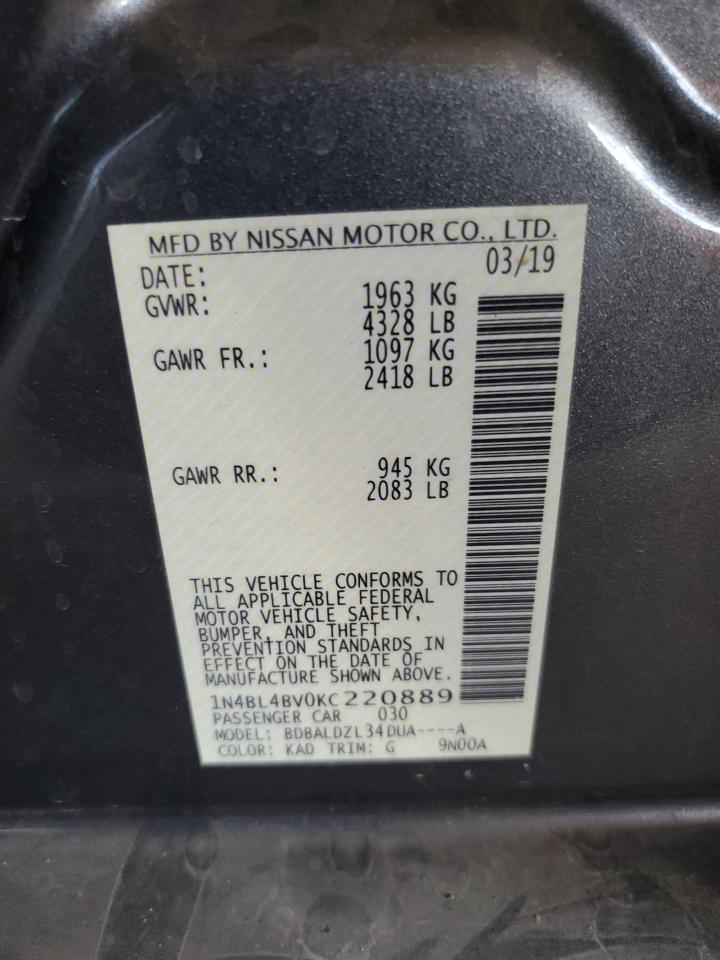 MFD BY NISSAN MOTOR CO., LTD.
DATE: 03/19
GVWR: 1963 KG
4328 LB
GAWR FR.: 1097 KG
2418 LB
GAWR RR.: 945 KG
2083 LB
THIS VEHICLE CONFORMS TO
ALL APPLICABLE FEDERAL
MOTOR VEHICLE SAFETY,
BUMPER, AND THEFT
PREVENTION STANDARDS IN
EFFECT ON THE DATE OF
MANUFACTURE SHOWN ABOVE.
1N4BL4BV0KC220889
PASSENGER CAR 030
MODEL: BDBALDZL34DUA----A
COLOR: KAD TRIM: G 9N00A